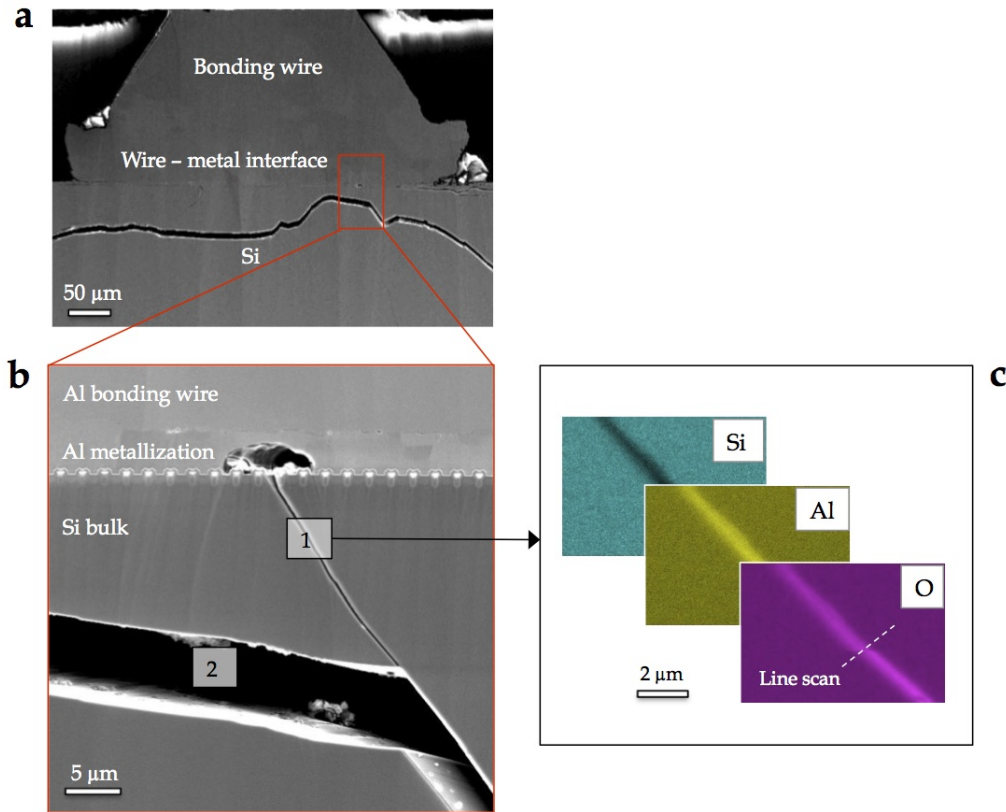 a
Bonding wire
Wire – metal interface
Si
50 μm
b
Al bonding wire
Al metallization
Si bulk
1
2
5 μm
c
Si
Al
O
Line scan
2 μm